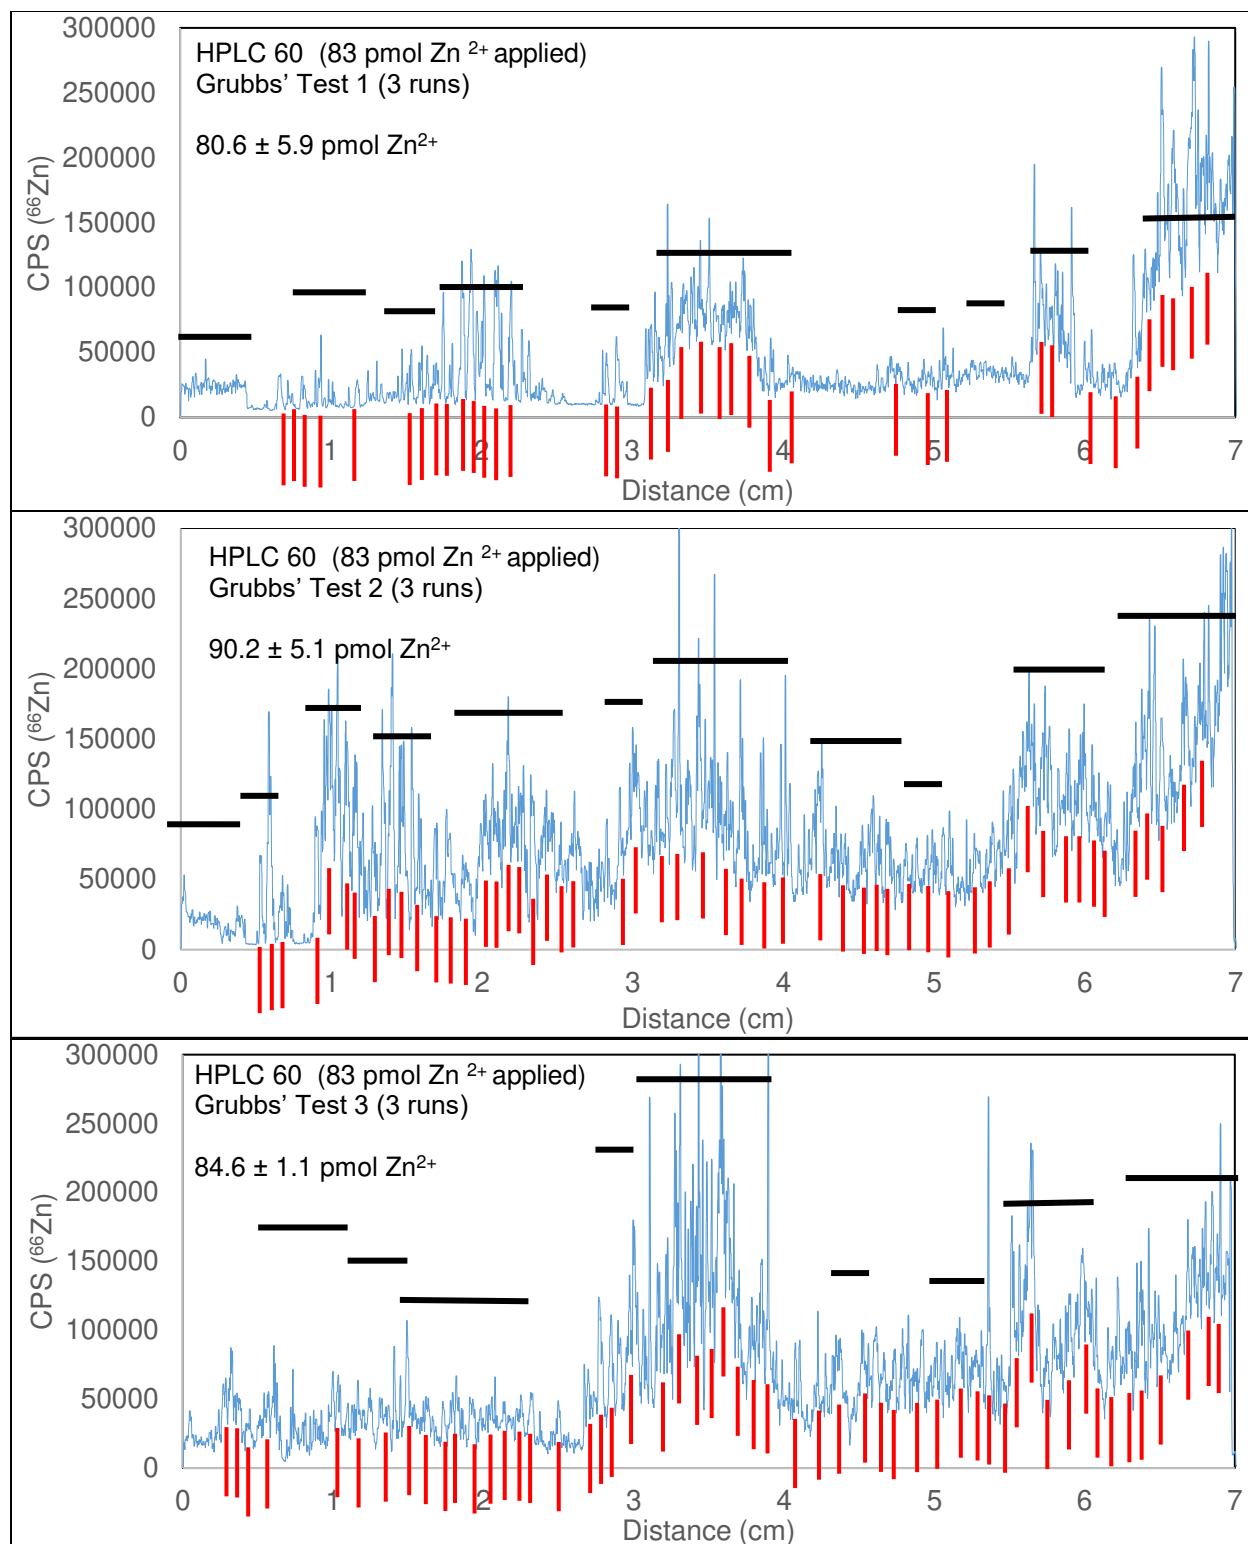 300000
HPLC 60 (83 pmol Zn ²⁺ applied)
Grubbs’ Test 1 (3 runs)
250000
80.6 ± 5.9 pmol Zn²⁺
200000
150000
100000
50000
0
CPS (⁶⁶Zn)
0 1 2 3 4 5 6 7
Distance (cm)
300000
HPLC 60 (83 pmol Zn ²⁺ applied)
Grubbs’ Test 2 (3 runs)
250000
90.2 ± 5.1 pmol Zn²⁺
200000
150000
100000
50000
0
CPS (⁶⁶Zn)
0 1 2 3 4 5 6 7
Distance (cm)
300000
HPLC 60 (83 pmol Zn ²⁺ applied)
Grubbs’ Test 3 (3 runs)
250000
84.6 ± 1.1 pmol Zn²⁺
200000
150000
100000
50000
0
CPS (⁶⁶Zn)
0 1 2 3 4 5 6 7
Distance (cm)